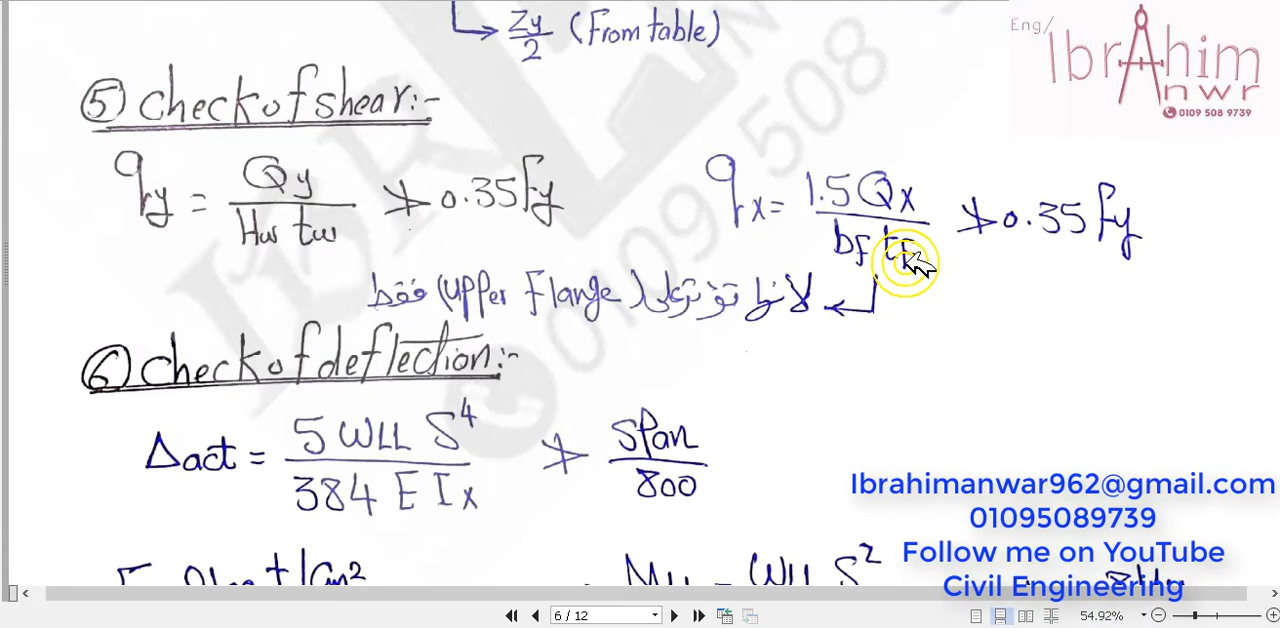 Zy/2 (From table)
Eng/
IbrAhim
Anwr
0109 508 9739
⑤ Check of shear:-
qy = Qy / Hw tw ≯ 0.35 Fy
qx = 1.5 Qx / bf tf ≯ 0.35 Fy
لأنها تؤثر على (Upper Flange) فقط
⑥ Check of deflection:-
Δact = 5 WLL S⁴ / 384 E Ix ≯ Span / 800
Ibrahimanwar962@gmail.com
01095089739
Follow me on YouTube
Civil Engineering
WLL S²
6 / 12
54.92%